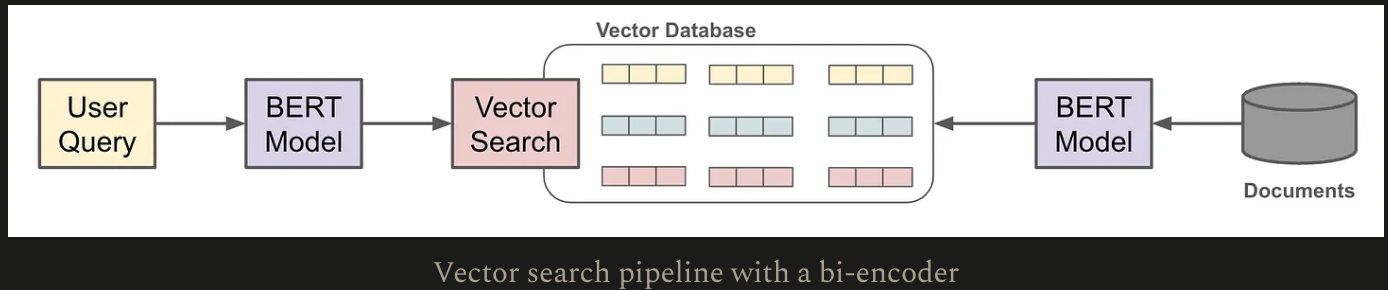 Vector Database
User
Query
BERT
Model
Vector
Search
BERT
Model
Documents
Vector search pipeline with a bi-encoder